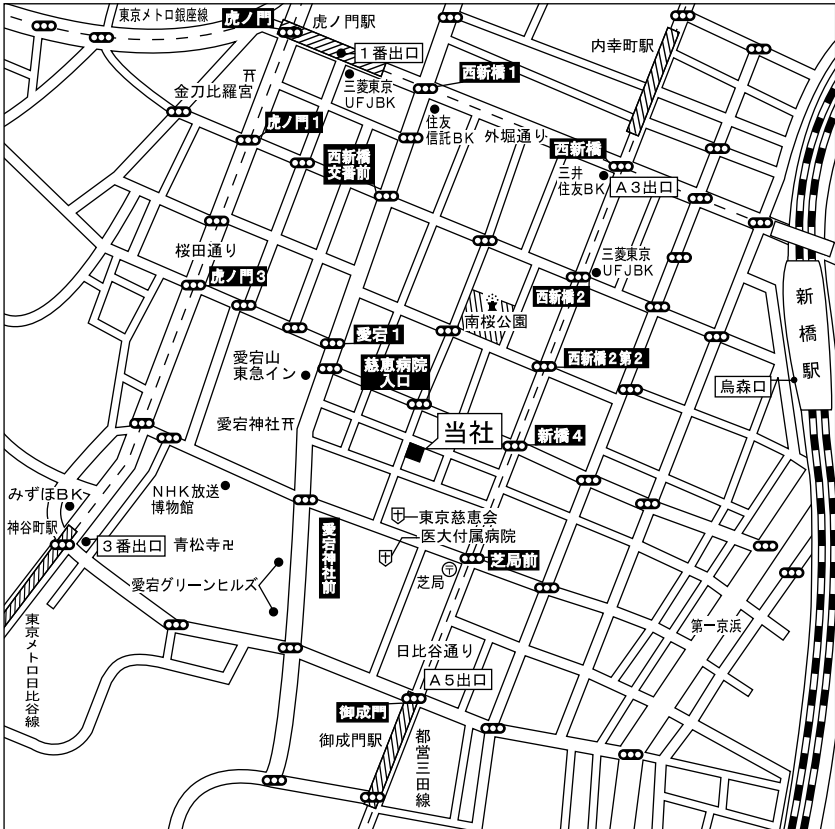 東京メトロ銀座線
虎ノ門
虎ノ門駅
1番出口
内幸町駅
金刀比羅宮
三菱東京
UFJBK
西新橋1
住友
信託BK
外堀通り
虎ノ門1
西新橋
交番前
西新橋
三井
住友BK
A3出口
桜田通り
虎ノ門3
三菱東京
UFJBK
西新橋2
新橋駅
南桜公園
愛宕1
西新橋2第2
愛宕山
東急イン
慈恵病院
入口
烏森口
愛宕神社
当社
新橋4
みずほBK
NHK放送
博物館
神谷町駅
3番出口
青松寺卍
東京慈恵会
医大付属病院
愛宕神社前
芝局前
芝局
〒
愛宕グリーンヒルズ
東京メトロ日比谷線
第一京浜
日比谷通り
A5出口
御成門
御成門駅
都営三田線